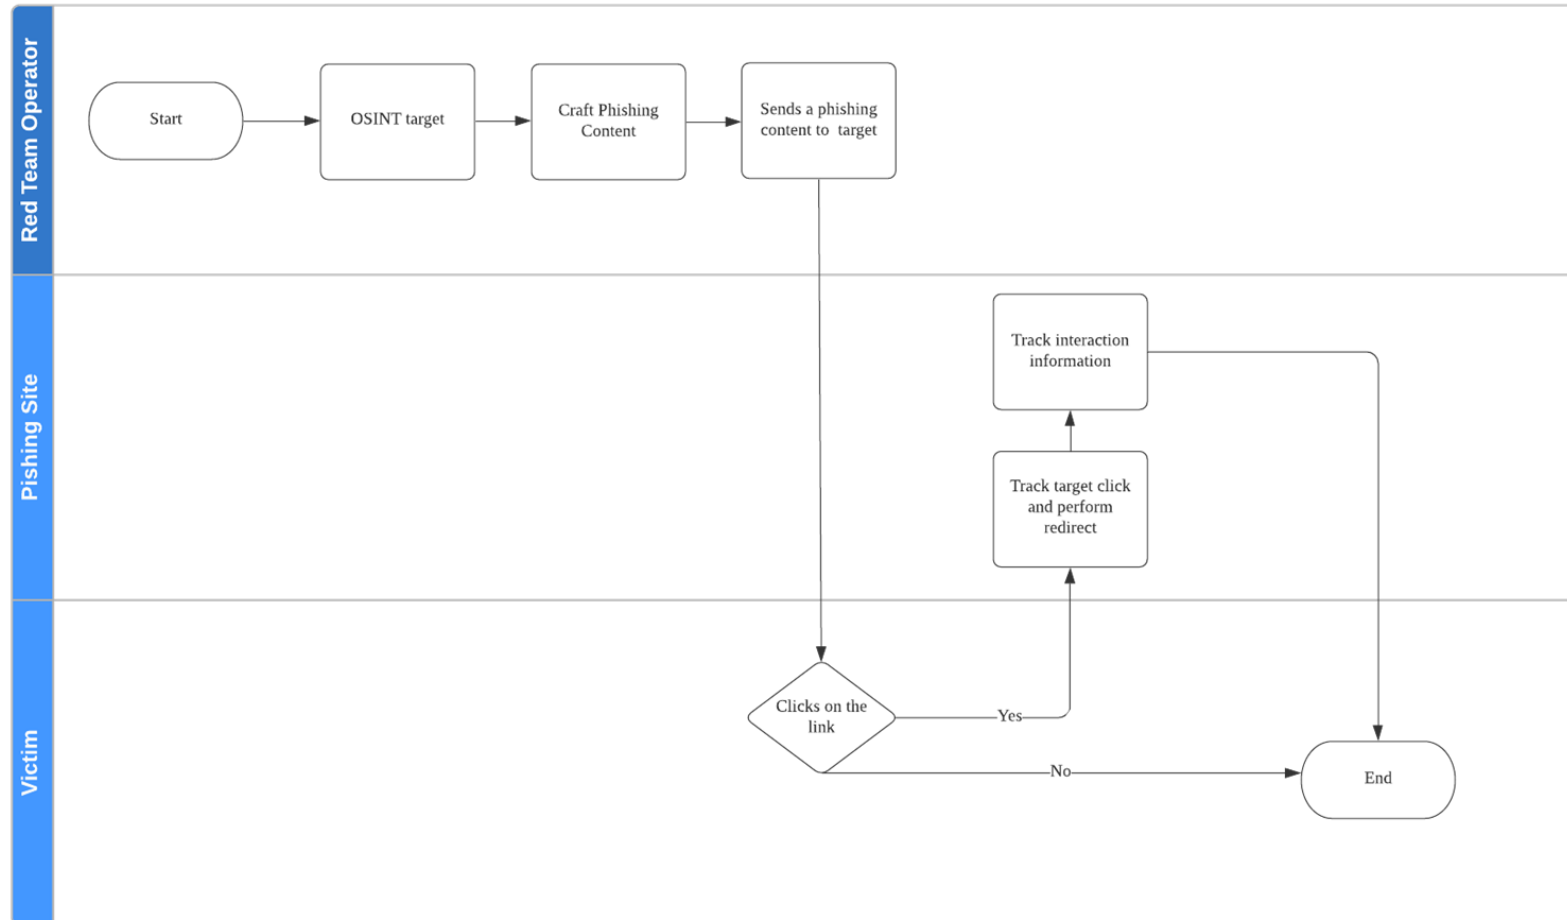 Red Team Operator
Start
OSINT target
Craft Phishing
Content
Sends a phishing
content to target
Pishing Site
Track interaction
information
Track target click
and perform
redirect
Victim
Clicks on the
link
Yes
No
End